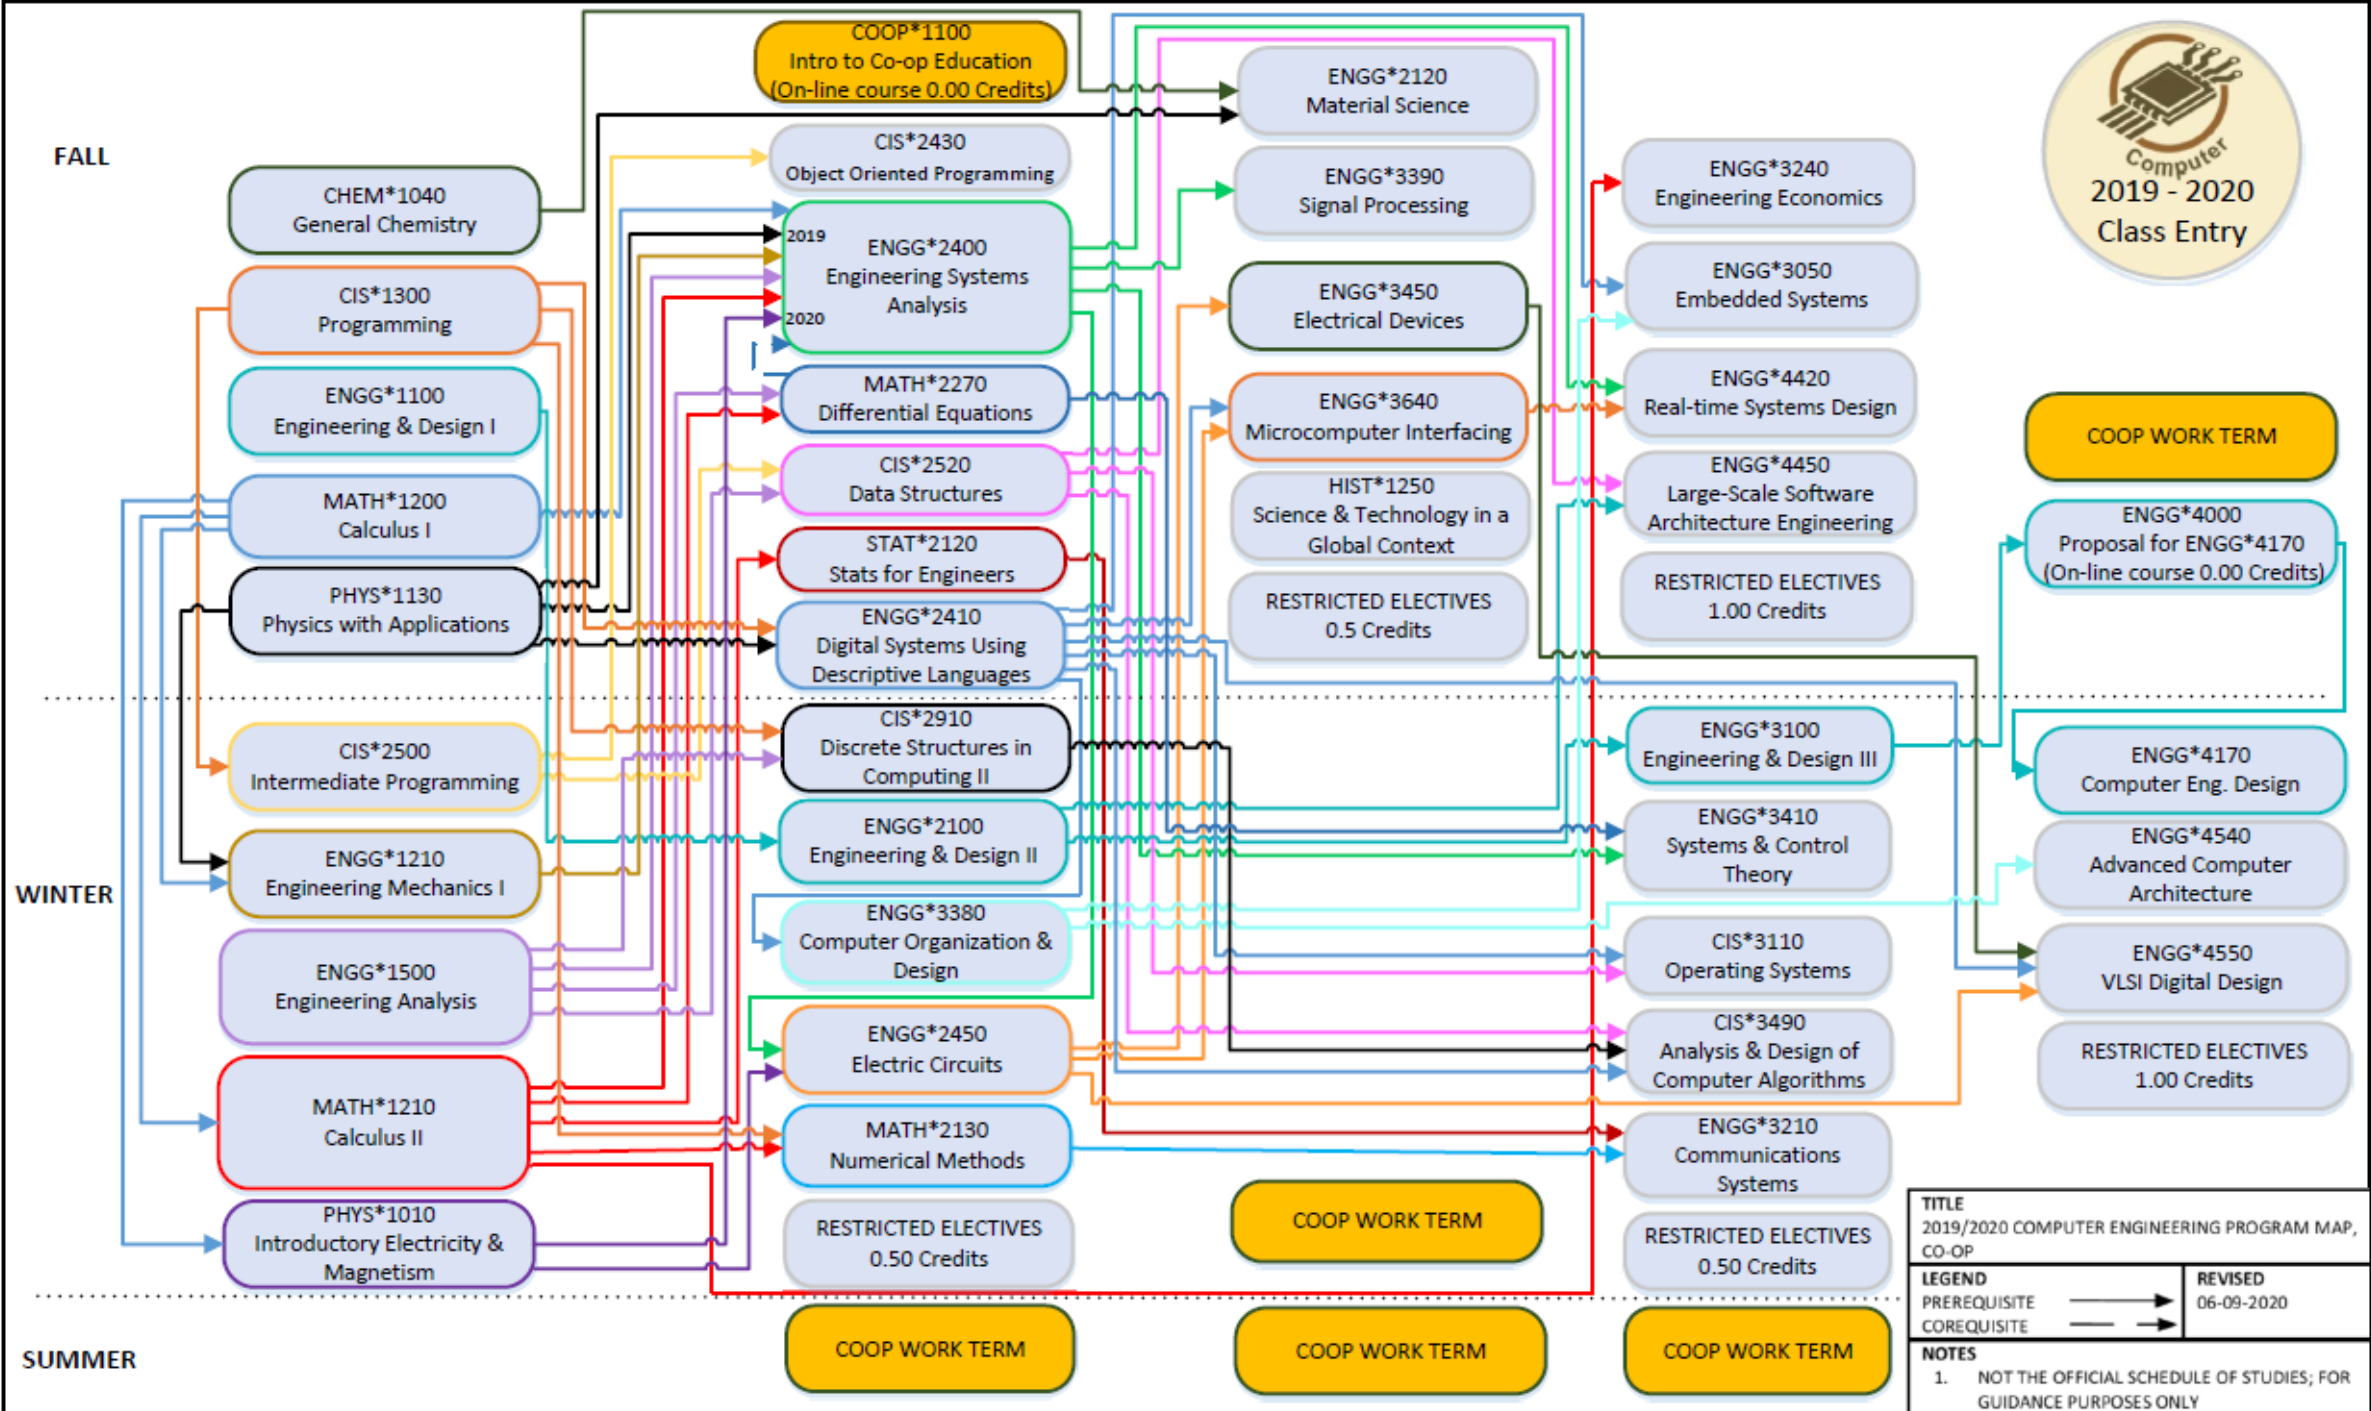 FALL
CHEM*1040
General Chemistry
CIS*1300
Programming
ENGG*1100
Engineering & Design I
MATH*1200
Calculus I
PHYS*1130
Physics with Applications
WINTER
CIS*2500
Intermediate Programming
ENGG*1210
Engineering Mechanics I
ENGG*1500
Engineering Analysis
MATH*1210
Calculus II
PHYS*1010
Introductory Electricity &
Magnetism
SUMMER
COOP*1100
Intro to Co-op Education
(On-line course 0.00 Credits)
CIS*2430
Object Oriented Programming
2019
ENGG*2400
Engineering Systems
Analysis
2020
MATH*2270
Differential Equations
CIS*2520
Data Structures
STAT*2120
Stats for Engineers
ENGG*2410
Digital Systems Using
Descriptive Languages
CIS*2910
Discrete Structures in
Computing II
ENGG*2100
Engineering & Design II
ENGG*3380
Computer Organization &
Design
ENGG*2450
Electric Circuits
MATH*2130
Numerical Methods
RESTRICTED ELECTIVES
0.50 Credits
COOP WORK TERM
ENGG*2120
Material Science
ENGG*3390
Signal Processing
ENGG*3450
Electrical Devices
ENGG*3640
Microcomputer Interfacing
HIST*1250
Science & Technology in a
Global Context
RESTRICTED ELECTIVES
0.5 Credits
COOP WORK TERM
COOP WORK TERM
ENGG*3240
Engineering Economics
ENGG*3050
Embedded Systems
ENGG*4420
Real-time Systems Design
ENGG*4450
Large-Scale Software
Architecture Engineering
RESTRICTED ELECTIVES
1.00 Credits
ENGG*3100
Engineering & Design III
ENGG*3410
Systems & Control
Theory
CIS*3110
Operating Systems
CIS*3490
Analysis & Design of
Computer Algorithms
ENGG*3210
Communications
Systems
RESTRICTED ELECTIVES
0.50 Credits
COOP WORK TERM
Computer
2019 - 2020
Class Entry
COOP WORK TERM
ENGG*4000
Proposal for ENGG*4170
(On-line course 0.00 Credits)
ENGG*4170
Computer Eng. Design
ENGG*4540
Advanced Computer
Architecture
ENGG*4550
VLSI Digital Design
RESTRICTED ELECTIVES
1.00 Credits
TITLE
2019/2020 COMPUTER ENGINEERING PROGRAM MAP,
CO-OP
LEGEND
PREREQUISITE
COREQUISITE
REVISED
06-09-2020
NOTES
1. NOT THE OFFICIAL SCHEDULE OF STUDIES; FOR
GUIDANCE PURPOSES ONLY